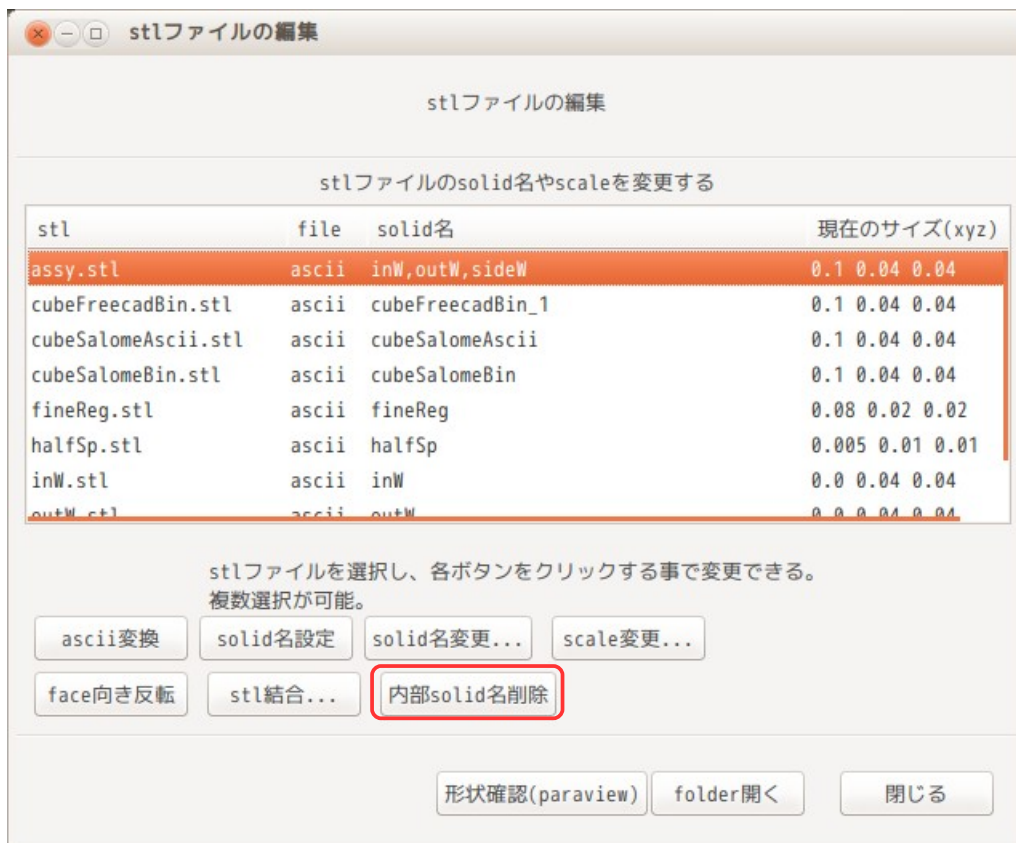 stlファイルの編集
stlファイルの編集
stlファイルのsolid名やscaleを変更する
stl file solid名 現在のサイズ(xyz)
assy.stl ascii inW,outW,sideW 0.1 0.04 0.04
cubeFreecadBin.stl ascii cubeFreecadBin_1 0.1 0.04 0.04
cubeSalomeAscii.stl ascii cubeSalomeAscii 0.1 0.04 0.04
cubeSalomeBin.stl ascii cubeSalomeBin 0.1 0.04 0.04
fineReg.stl ascii fineReg 0.08 0.02 0.02
halfSp.stl ascii halfSp 0.005 0.01 0.01
inW.stl ascii inW 0.0 0.04 0.04
outW.stl ascii outW 0.0 0.04 0.04
stlファイルを選択し、各ボタンをクリックする事で変更できる。
複数選択が可能。
ascii変換 solid名設定 solid名変更... scale変更...
face向き反転 stl結合... 内部solid名削除
形状確認(paraview) folder開く 閉じる